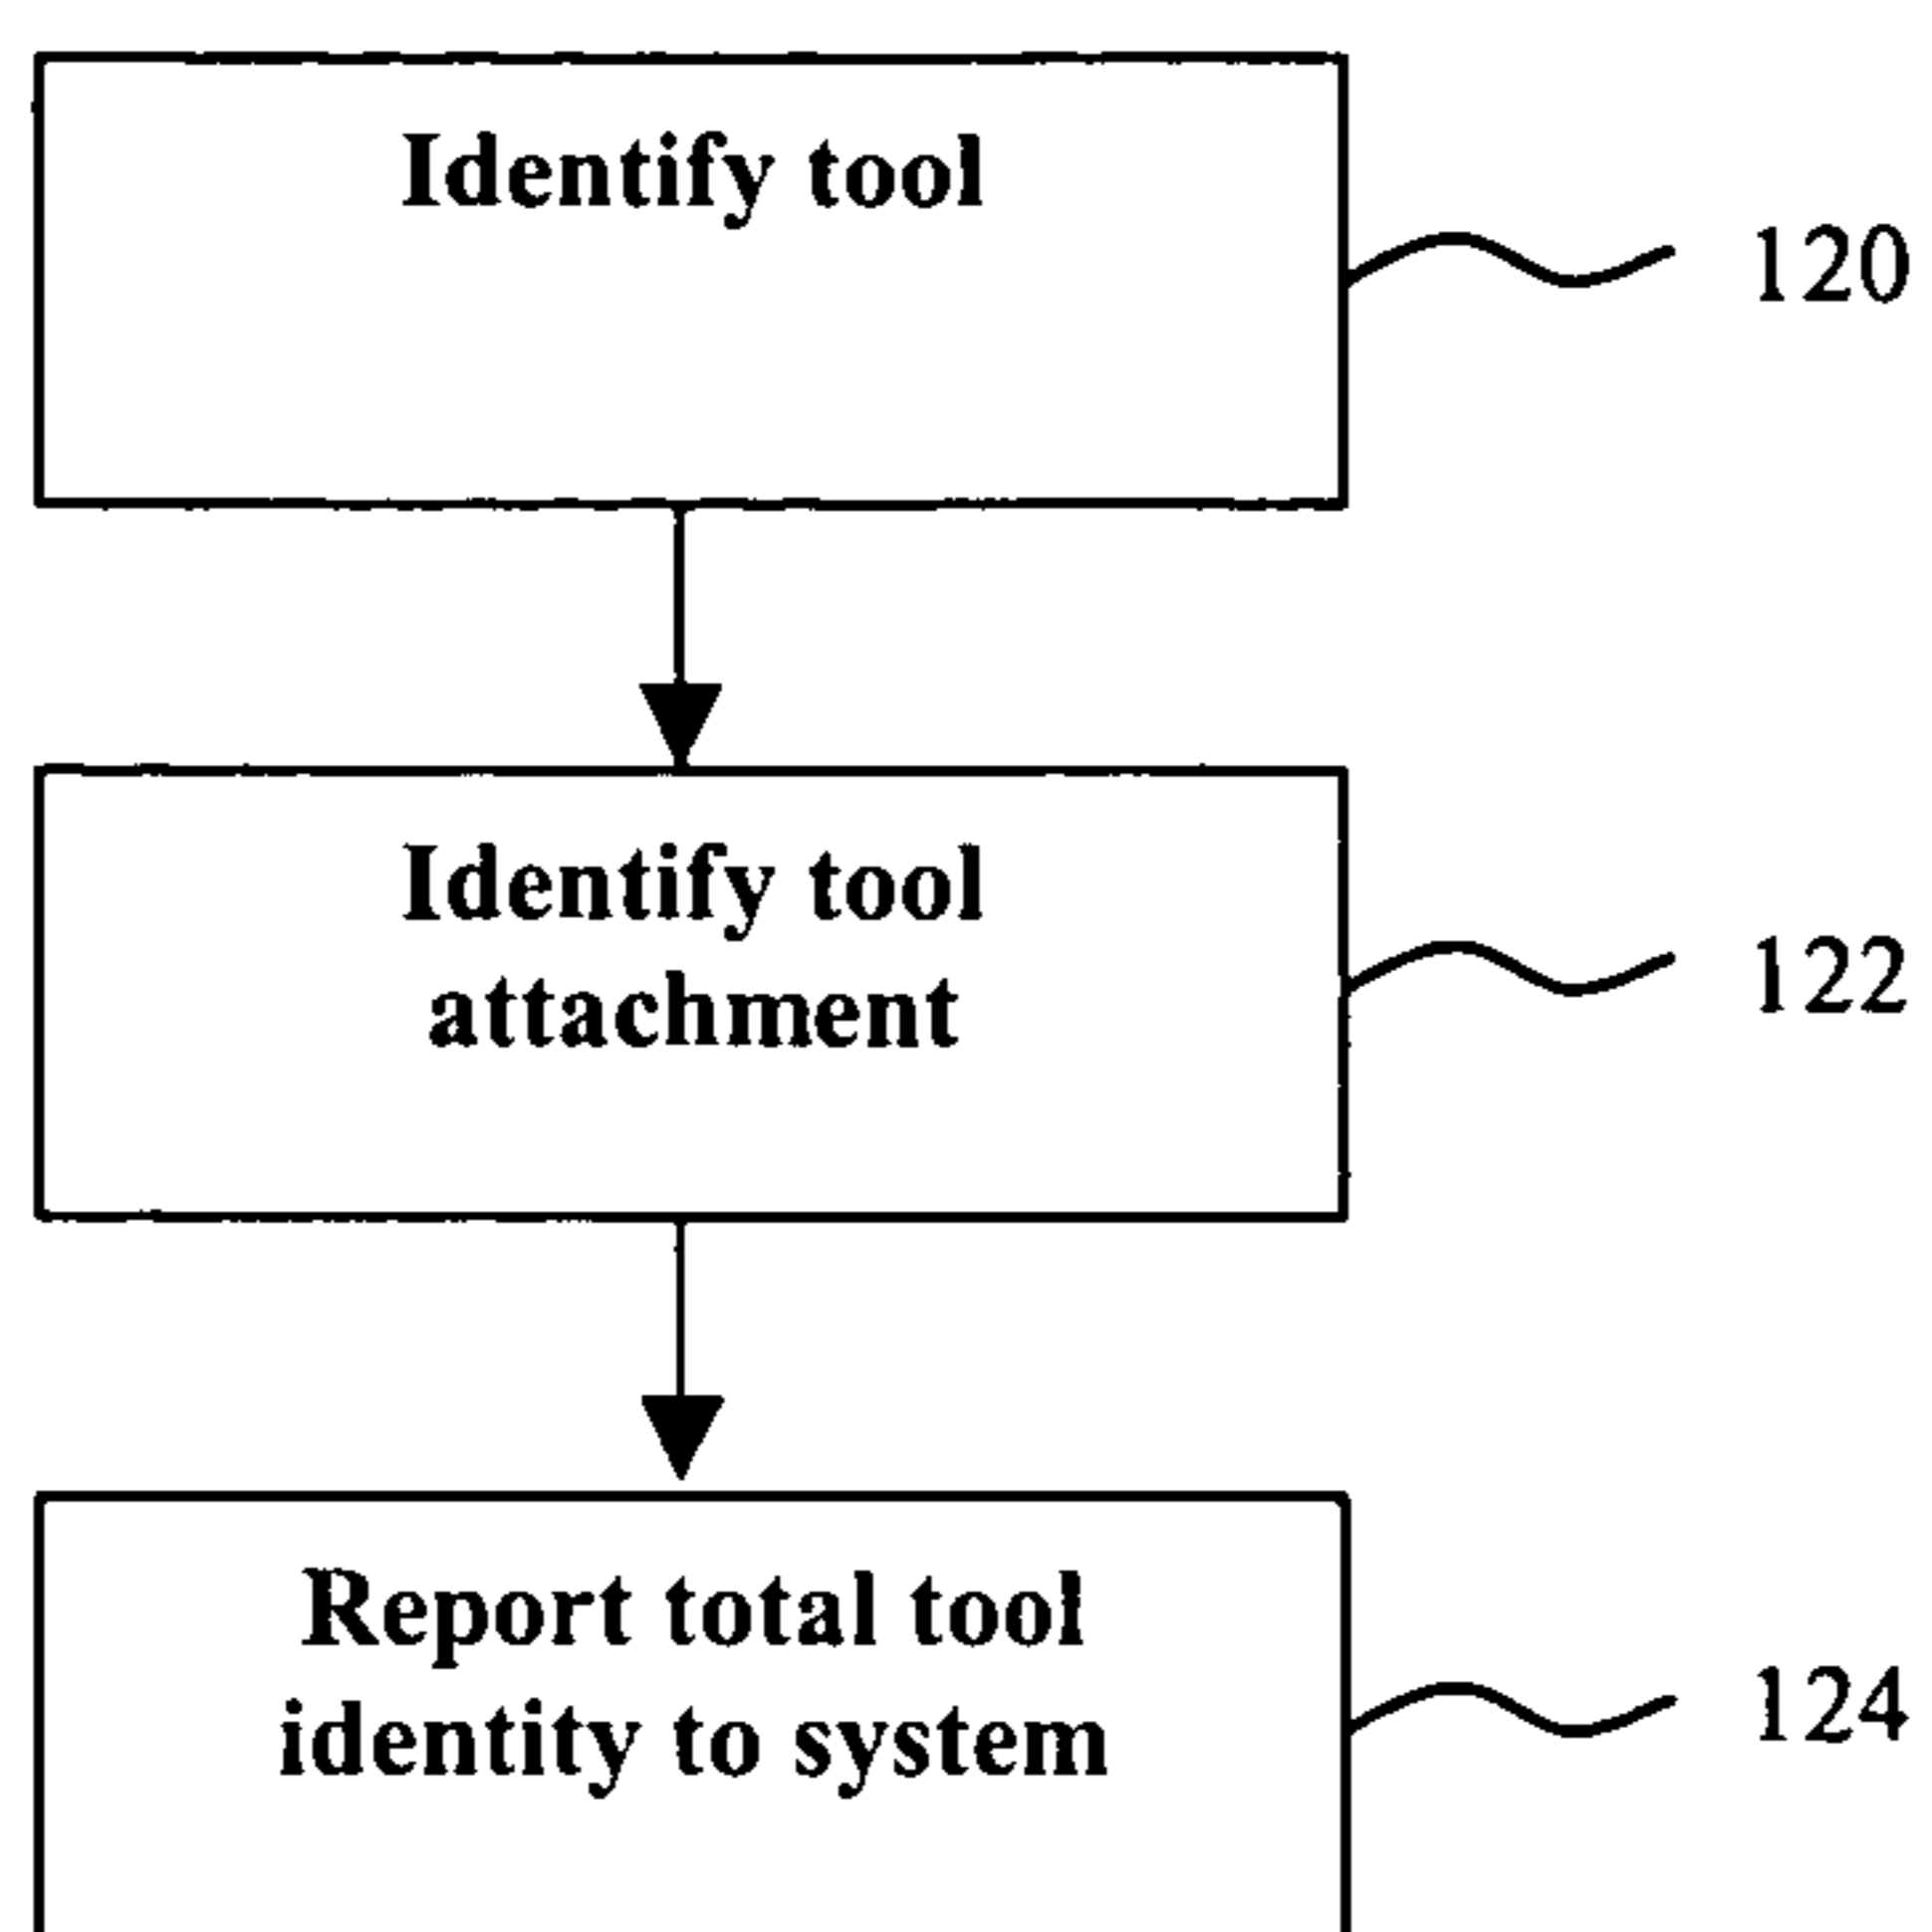 Identify tool
120
Identify tool
attachment
122
Report total tool
identity to system
124